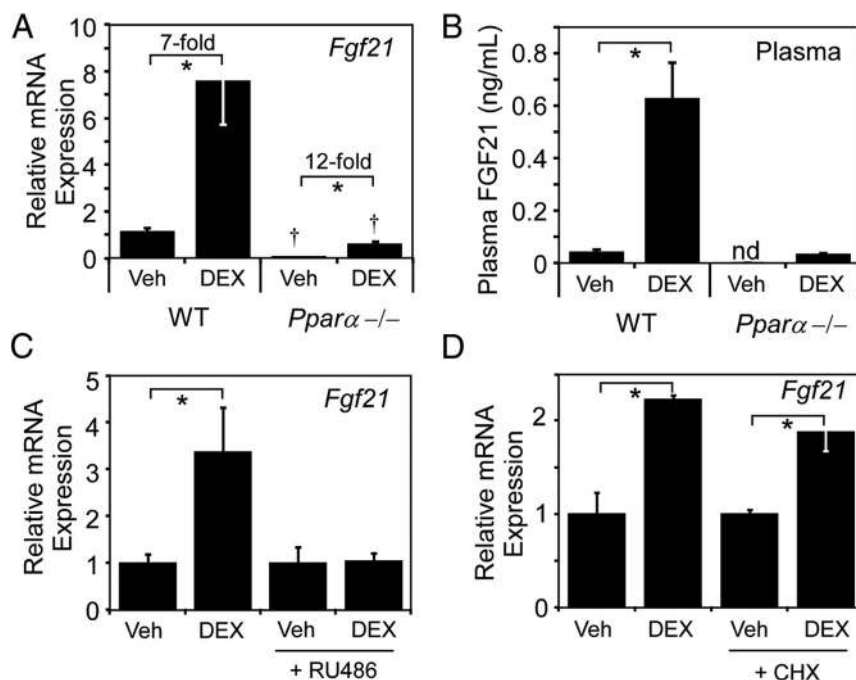 A
Relative mRNA
Expression
10
8
6
4
2
0
7-fold
*
Fgf21
12-fold
*
†
†
Veh
DEX
Veh
DEX
WT
Pparα –/–
B
Plasma FGF21 (ng/mL)
0.8
0.6
0.4
0.2
0
*
Plasma
nd
Veh
DEX
Veh
DEX
WT
Pparα –/–
C
Relative mRNA
Expression
5
4
3
2
1
0
*
Fgf21
Veh
DEX
Veh
DEX
+ RU486
D
Relative mRNA
Expression
2
1
0
*
Fgf21
*
Veh
DEX
Veh
DEX
+ CHX